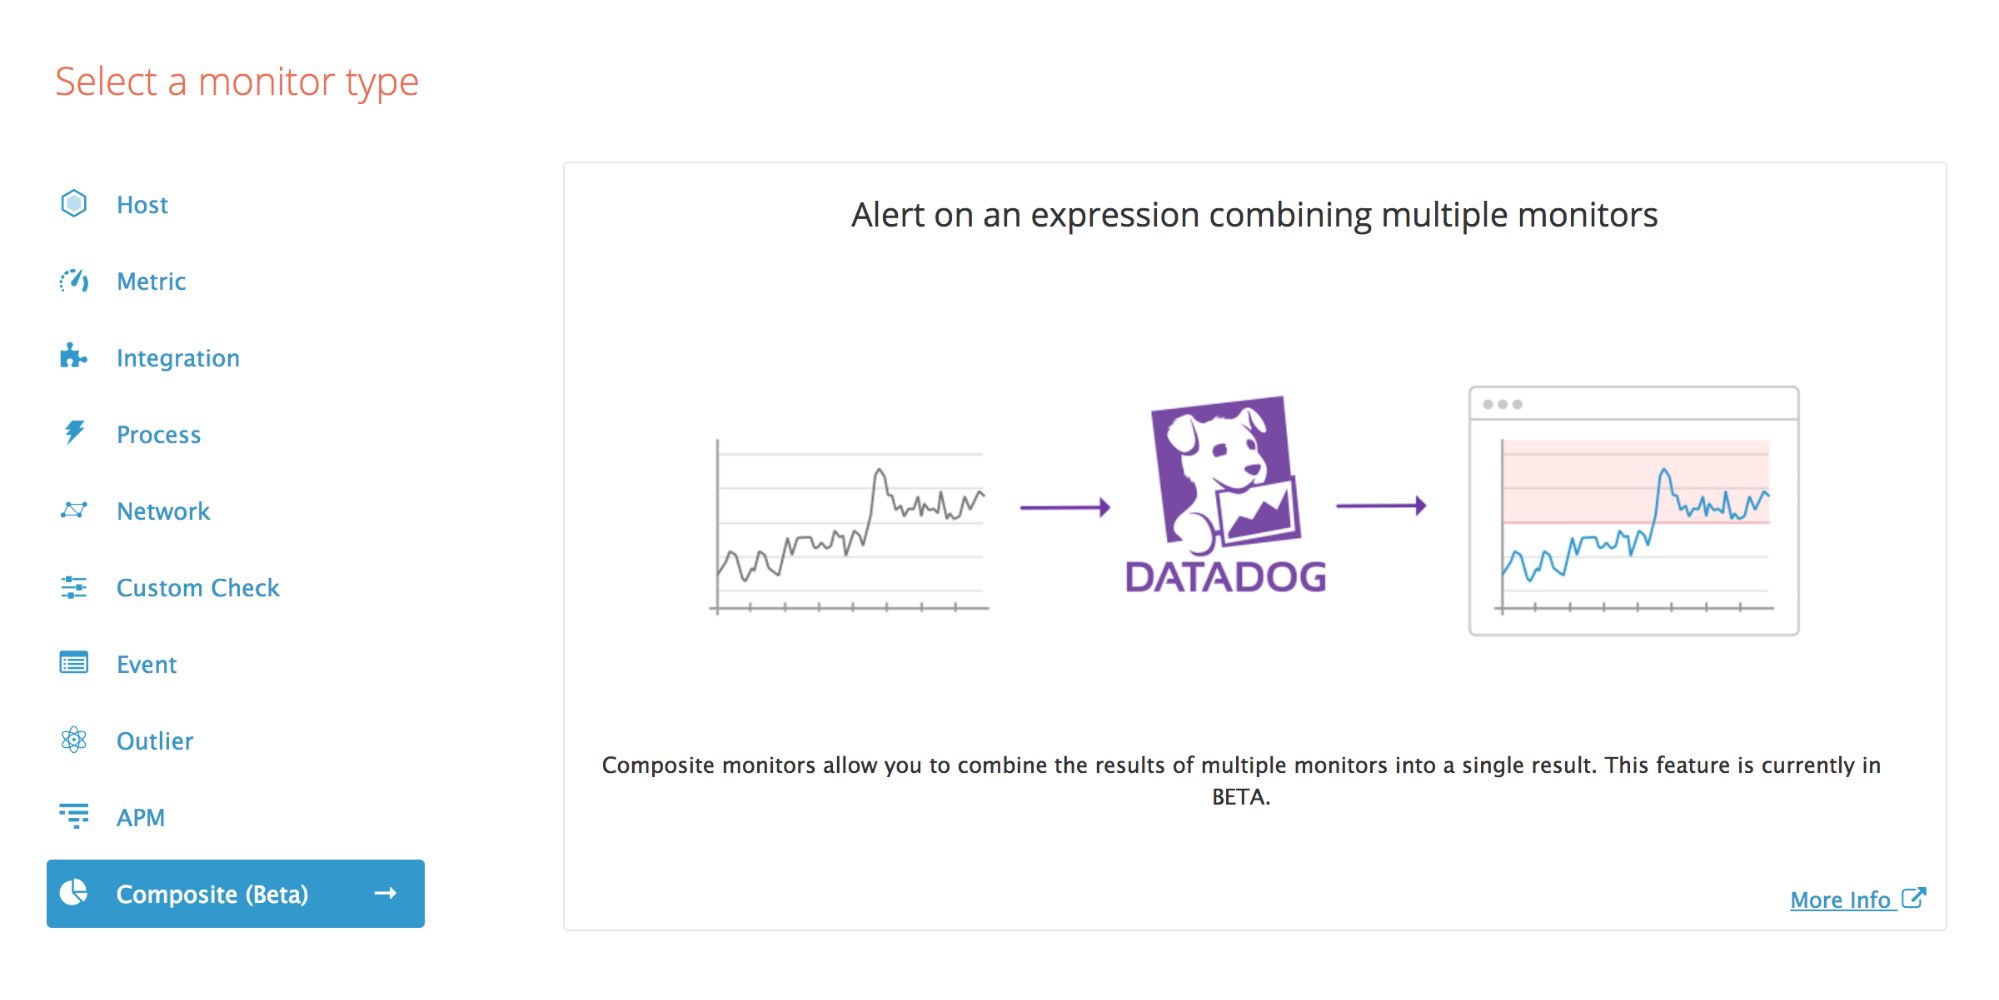 Select a monitor type
Host
Metric
Integration
Process
Network
Custom Check
Event
Outlier
APM
Composite (Beta)
Alert on an expression combining multiple monitors
DATADOG
Composite monitors allow you to combine the results of multiple monitors into a single result. This feature is currently in
BETA.
More Info